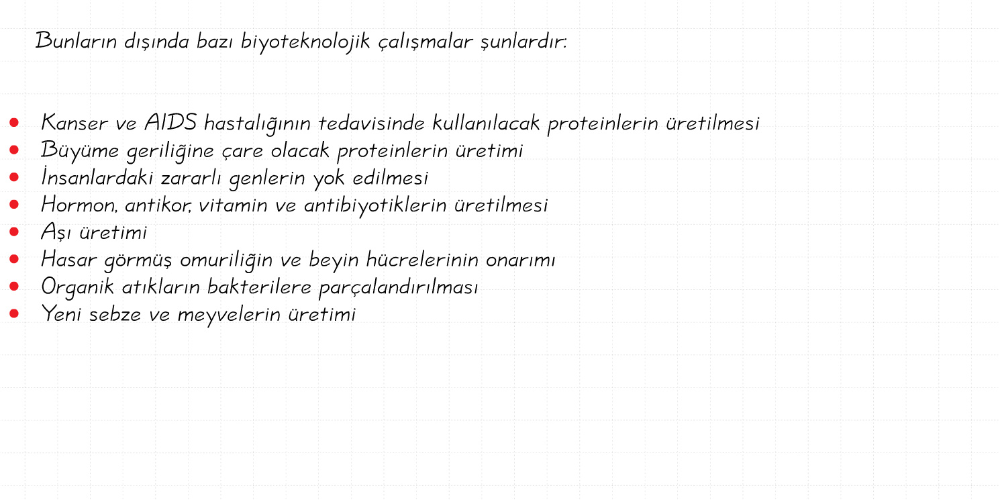 Bunların dışında bazı biyoteknolojik çalışmalar şunlardır:
• Kanser ve AIDS hastalığının tedavisinde kullanılacak proteinlerin üretilmesi
• Büyüme geriliğine çare olacak proteinlerin üretimi
• İnsanlardaki zararlı genlerin yok edilmesi
• Hormon, antikor, vitamin ve antibiyotiklerin üretilmesi
• Aşı üretimi
• Hasar görmüş omuriliğin ve beyin hücrelerinin onarımı
• Organik atıkların bakterilere parçalandırılması
• Yeni sebze ve meyvelerin üretimi